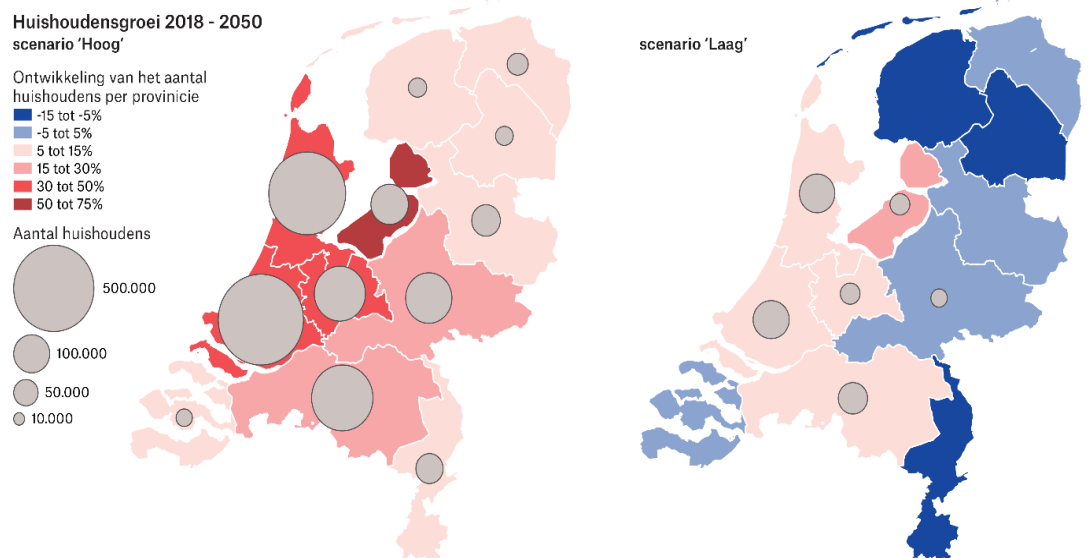 Huishoudensgroei 2018 - 2050
scenario ‘Hoog’
Ontwikkeling van het aantal
huishoudens per provinicie
-15 tot -5%
-5 tot 5%
5 tot 15%
15 tot 30%
30 tot 50%
50 tot 75%
Aantal huishoudens
500.000
100.000
50.000
10.000
scenario ‘Laag’